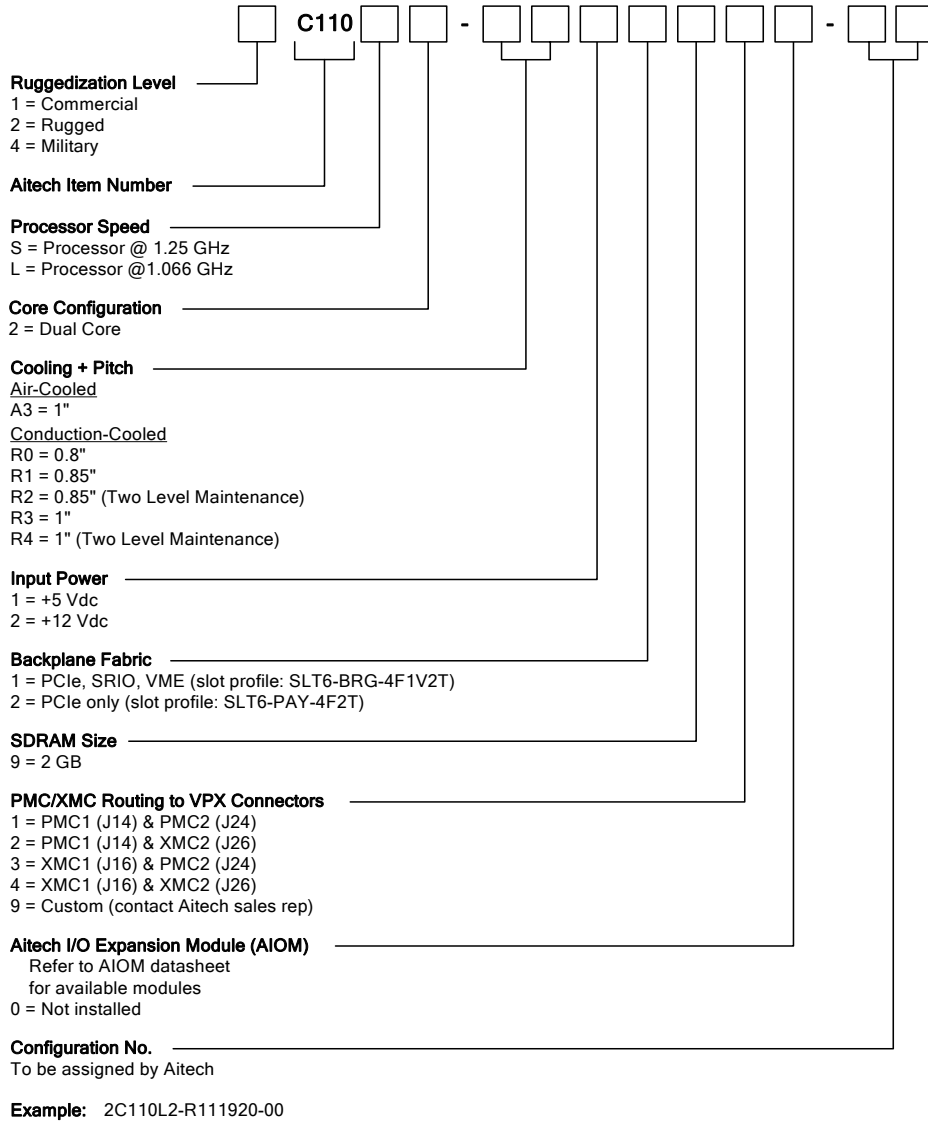 C110 - -
Ruggedization Level
1 = Commercial
2 = Rugged
4 = Military
Aitech Item Number
Processor Speed
S = Processor @ 1.25 GHz
L = Processor @1.066 GHz
Core Configuration
2 = Dual Core
Cooling + Pitch
Air-Cooled
A3 = 1"
Conduction-Cooled
R0 = 0.8"
R1 = 0.85"
R2 = 0.85" (Two Level Maintenance)
R3 = 1"
R4 = 1" (Two Level Maintenance)
Input Power
1 = +5 Vdc
2 = +12 Vdc
Backplane Fabric
1 = PCIe, SRIO, VME (slot profile: SLT6-BRG-4F1V2T)
2 = PCIe only (slot profile: SLT6-PAY-4F2T)
SDRAM Size
9 = 2 GB
PMC/XMC Routing to VPX Connectors
1 = PMC1 (J14) & PMC2 (J24)
2 = PMC1 (J14) & XMC2 (J26)
3 = XMC1 (J16) & PMC2 (J24)
4 = XMC1 (J16) & XMC2 (J26)
9 = Custom (contact Aitech sales rep)
Aitech I/O Expansion Module (AIOM)
Refer to AIOM datasheet
for available modules
0 = Not installed
Configuration No.
To be assigned by Aitech
Example: 2C110L2-R111920-00